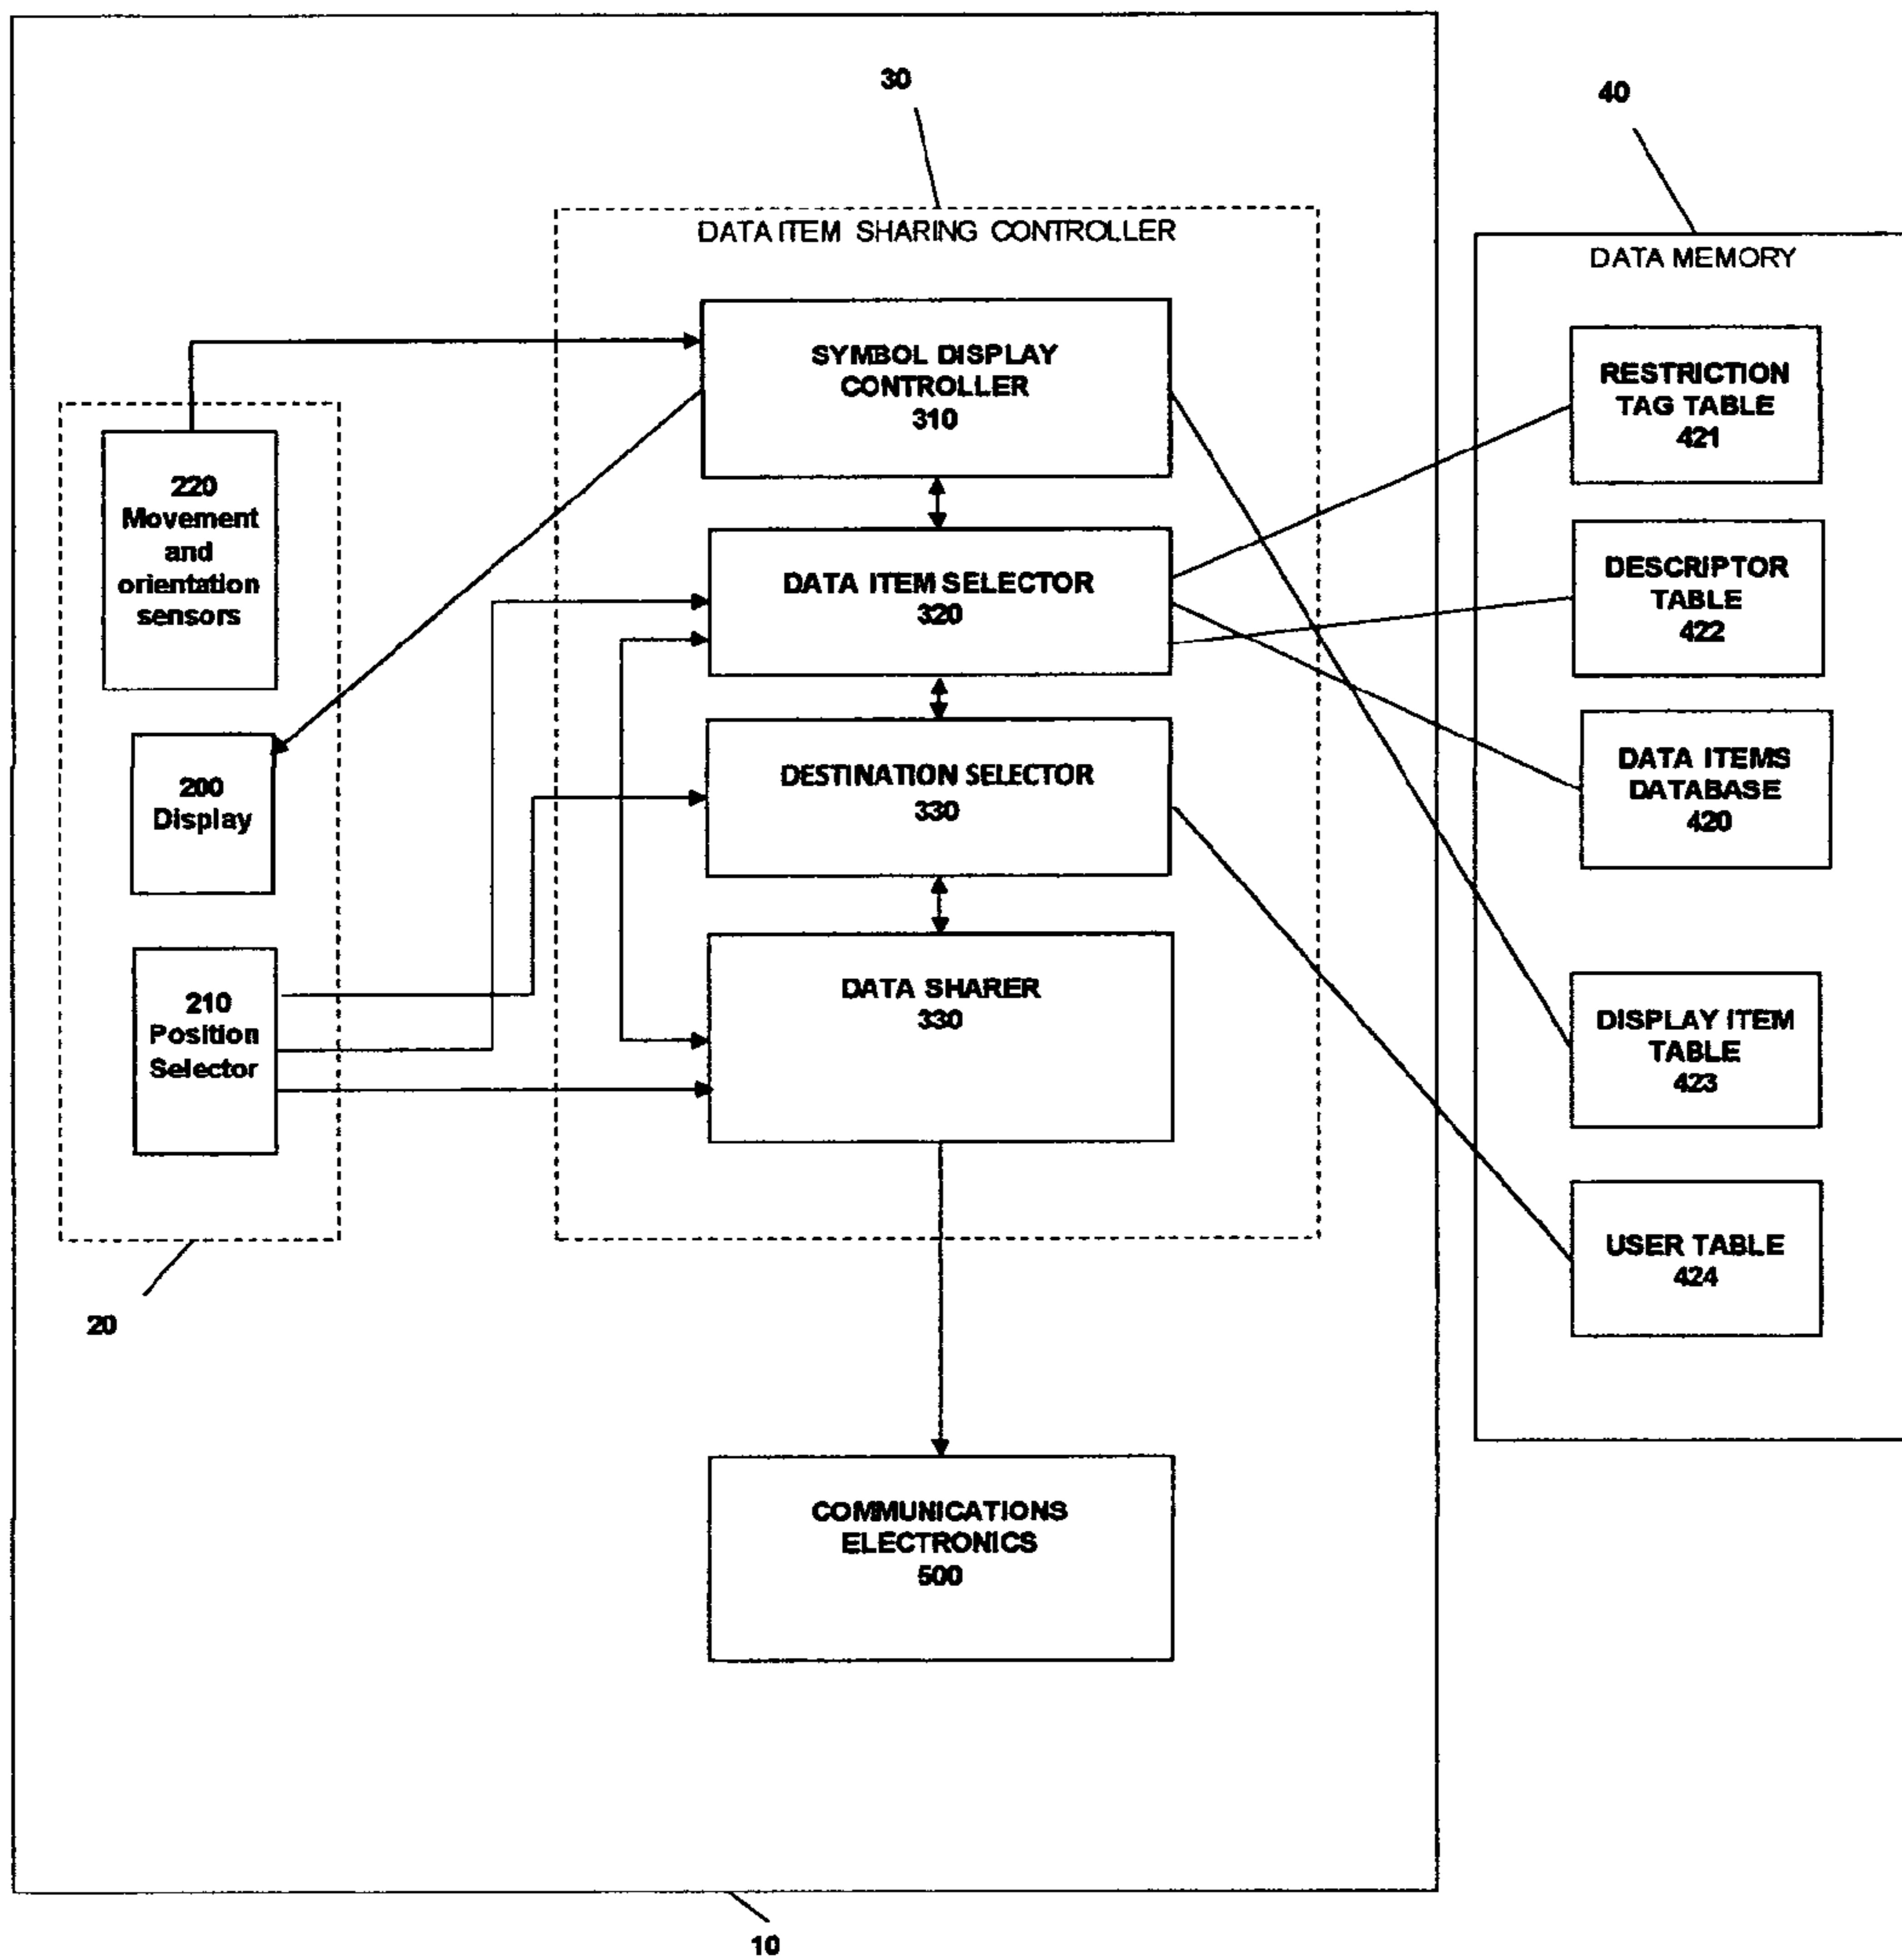 30
40
DATA ITEM SHARING CONTROLLER
DATA MEMORY
SYMBOL DISPLAY
CONTROLLER
310
RESTRICTION
TAG TABLE
421
220
Movement
and
orientation
sensors
DATA ITEM SELECTOR
320
DESCRIPTOR
TABLE
422
200
Display
DESTINATION SELECTOR
330
DATA ITEMS
DATABASE
420
210
Position
Selector
DATA SHARER
330
DISPLAY ITEM
TABLE
423
USER TABLE
424
20
COMMUNICATIONS
ELECTRONICS
500
10